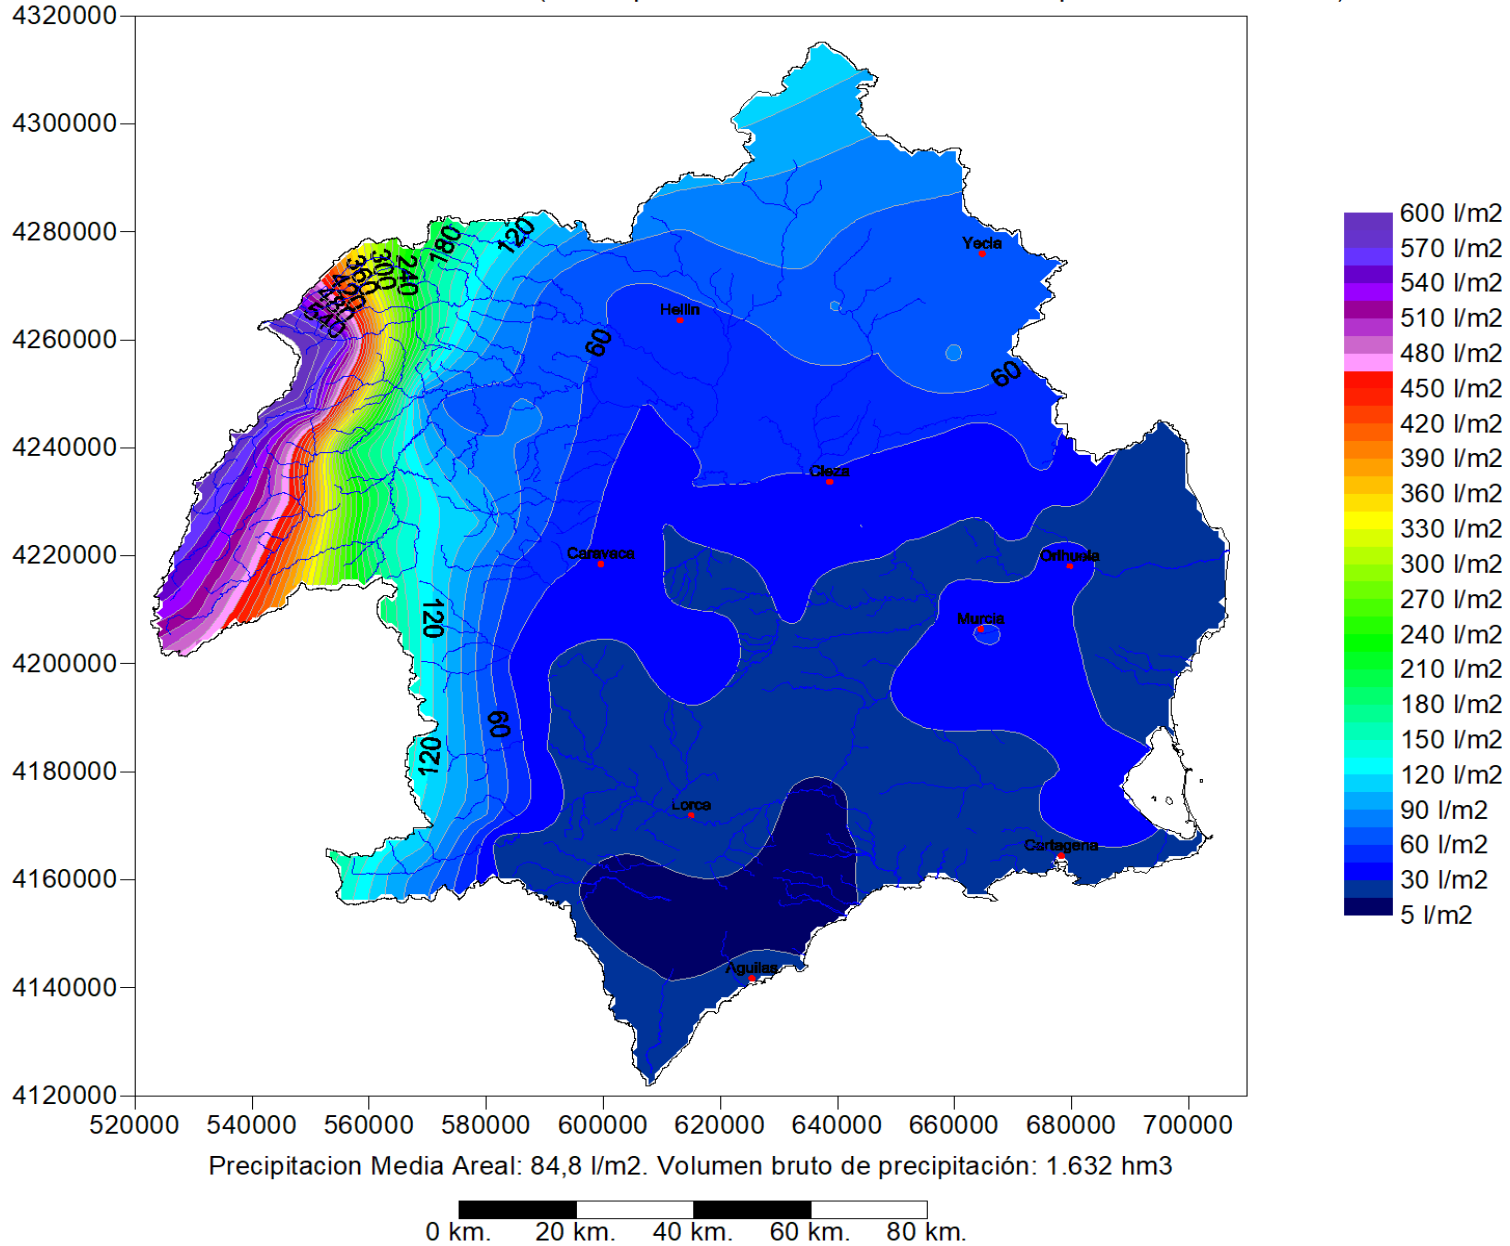 4320000
4300000
4280000
4260000
4240000
4220000
4200000
4180000
4160000
4140000
4120000
520000 540000 560000 580000 600000 620000 640000 660000 680000 700000
540
480
420
360
300
240
180
120
60
60
120
60
120
Yecla
Hellin
Cieza
Caravaca
Orihuela
Murcia
Lorca
Cartagena
Aguilas
600 l/m2
570 l/m2
540 l/m2
510 l/m2
480 l/m2
450 l/m2
420 l/m2
390 l/m2
360 l/m2
330 l/m2
300 l/m2
270 l/m2
240 l/m2
210 l/m2
180 l/m2
150 l/m2
120 l/m2
90 l/m2
60 l/m2
30 l/m2
5 l/m2
Precipitacion Media Areal: 84,8 l/m2. Volumen bruto de precipitación: 1.632 hm3
0 km. 20 km. 40 km. 60 km. 80 km.